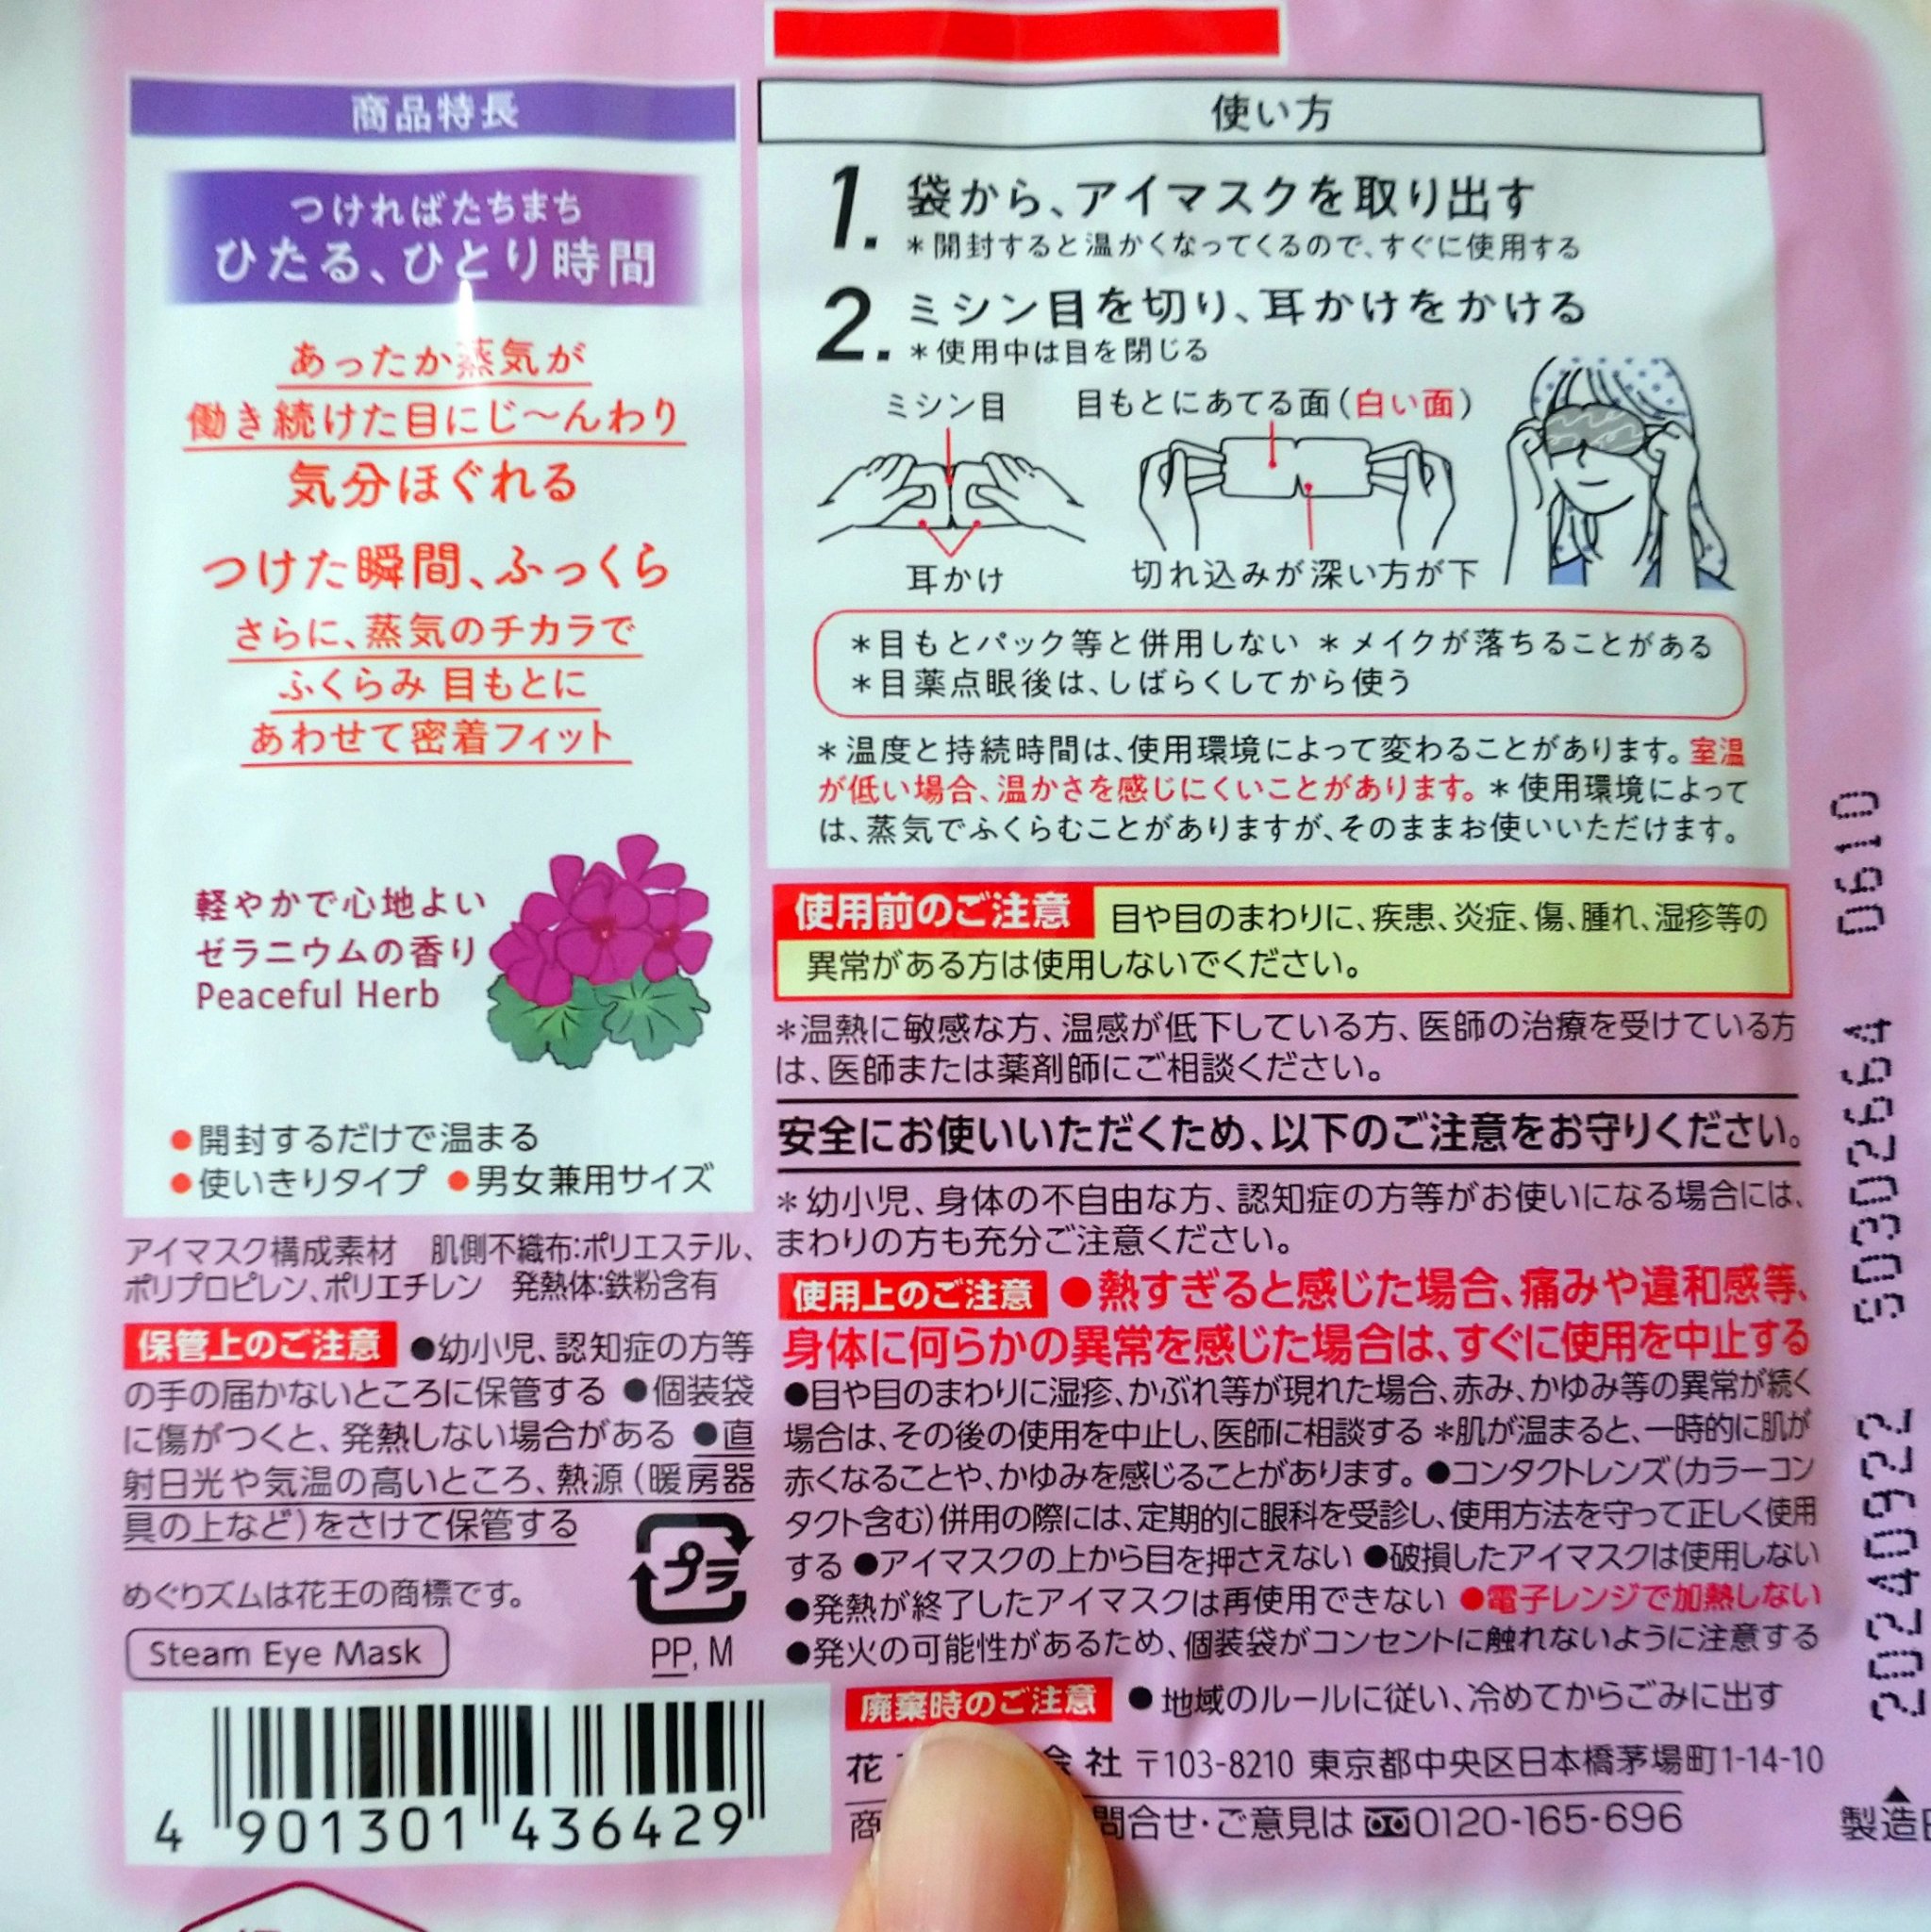 商品特長
つければたちまち
ひたる、ひとり時間
あったか蒸気が
働き続けた目にじ〜んわり
気分ほぐれる
つけた瞬間、ふっくら
さらに、蒸気のチカラで
ふくらみ 目もとに
あわせて密着フィット
軽やかで心地よい
ゼラニウムの香り
Peaceful Herb
●開封するだけで温まる
●使いきりタイプ ●男女兼用サイズ
アイマスク構成素材 肌側不織布:ポリエステル、
ポリプロピレン、ポリエチレン 発熱体:鉄粉含有
保管上のご注意 ●幼小児、認知症の方等
の手の届かないところに保管する ●個装袋
に傷がつくと、発熱しない場合がある ●直
射日光や気温の高いところ、熱源(暖房器
具の上など)をさけて保管する
めぐりズムは花王の商標です。
プラ
Steam Eye Mask
PP, M
4 901301 436429
使い方
1. 袋から、アイマスクを取り出す
*開封すると温かくなってくるので、すぐに使用する
2. ミシン目を切り、耳かけをかける
*使用中は目を閉じる
ミシン目 目もとにあてる面(白い面)
耳かけ 切れ込みが深い方が下
*目もとパック等と併用しない *メイクが落ちることがある
*目薬点眼後は、しばらくしてから使う
*温度と持続時間は、使用環境によって変わることがあります。室温
が低い場合、温かさを感じにくいことがあります。*使用環境によって
は、蒸気でふくらむことがありますが、そのままお使いいただけます。
使用前のご注意 目や目のまわりに、疾患、炎症、傷、腫れ、湿疹等の
異常がある方は使用しないでください。
*温熱に敏感な方、温感が低下している方、医師の治療を受けている方
は、医師または薬剤師にご相談ください。
安全にお使いいただくため、以下のご注意をお守りください。
*幼小児、身体の不自由な方、認知症の方等がお使いになる場合には、
まわりの方も充分ご注意ください。
使用上のご注意 ●熱すぎると感じた場合、痛みや違和感等、
身体に何らかの異常を感じた場合は、すぐに使用を中止する
●目や目のまわりに湿疹、かぶれ等が現れた場合、赤み、かゆみ等の異常が続く
場合は、その後の使用を中止し、医師に相談する *肌が温まると、一時的に肌が
赤くなることや、かゆみを感じることがあります。●コンタクトレンズ(カラーコン
タクト含む)併用の際には、定期的に眼科を受診し、使用方法を守って正しく使用
する ●アイマスクの上から目を押さえない ●破損したアイマスクは使用しない
●発熱が終了したアイマスクは再使用できない ●電子レンジで加熱しない
●発火の可能性があるため、個装袋がコンセントに触れないように注意する
廃棄時のご注意 ●地域のルールに従い、冷めてからごみに出す
花 会社 〒103-8210 東京都中央区日本橋茅場町1-14-10
商 問合せ・ご意見は 0120-165-696
20240922 S030266A 0610
製造